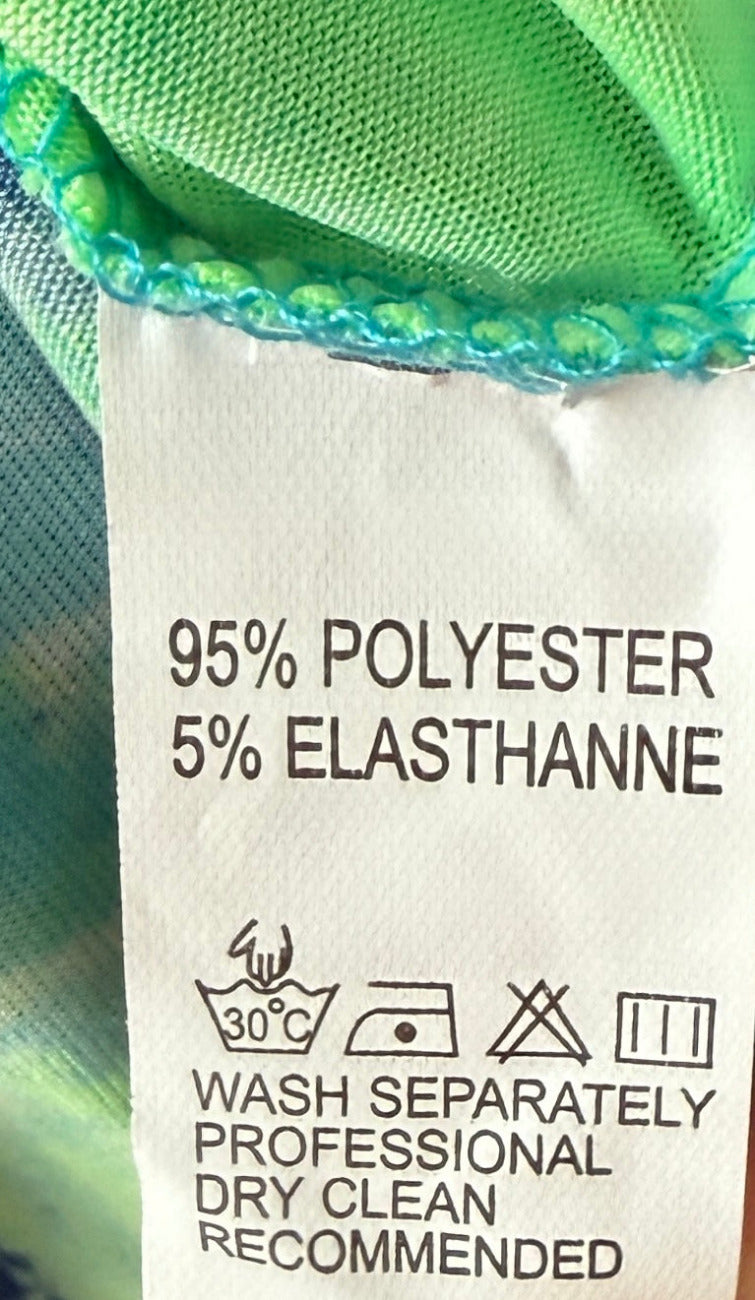 95% POLYESTER
5% ELASTHANNE
30°C
WASH SEPARATELY
PROFESSIONAL
DRY CLEAN
RECOMMENDED